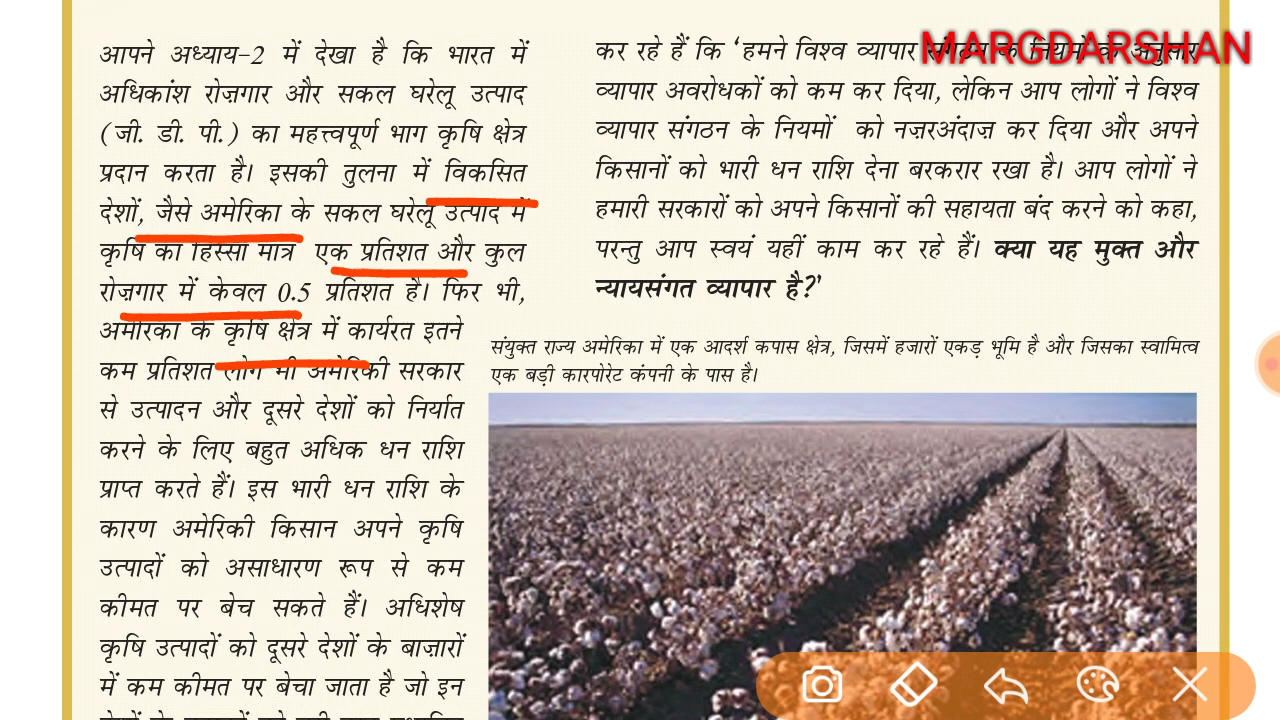 आपने अध्याय-2 में देखा है कि भारत में
अधिकांश रोज़गार और सकल घरेलू उत्पाद
(जी. डी. पी.) का महत्त्वपूर्ण भाग कृषि क्षेत्र
प्रदान करता है। इसकी तुलना में विकसित
देशों, जैसे अमेरिका के सकल घरेलू उत्पाद में
कृषि का हिस्सा मात्र एक प्रतिशत और कुल
रोज़गार में केवल 0.5 प्रतिशत है। फिर भी,
अमेरिका के कृषि क्षेत्र में कार्यरत इतने
कम प्रतिशत लोग भी अमेरिकी सरकार
से उत्पादन और दूसरे देशों को निर्यात
करने के लिए बहुत अधिक धन राशि
प्राप्त करते हैं। इस भारी धन राशि के
कारण अमेरिकी किसान अपने कृषि
उत्पादों को असाधारण रूप से कम
कीमत पर बेच सकते हैं। अधिशेष
कृषि उत्पादों को दूसरे देशों के बाज़ारों
में कम कीमत पर बेचा जाता है जो इन
MARGDARSHAN
कर रहे हैं कि ‘हमने विश्व व्यापार संगठन के नियमों के अनुसार
व्यापार अवरोधकों को कम कर दिया, लेकिन आप लोगों ने विश्व
व्यापार संगठन के नियमों को नज़रअंदाज़ कर दिया और अपने
किसानों को भारी धन राशि देना बरकरार रखा है। आप लोगों ने
हमारी सरकारों को अपने किसानों की सहायता बंद करने को कहा,
परन्तु आप स्वयं यहीं काम कर रहे हैं। क्या यह मुक्त और
न्यायसंगत व्यापार है?’
संयुक्त राज्य अमेरिका में एक आदर्श कपास क्षेत्र, जिसमें हजारों एकड़ भूमि है और जिसका स्वामित्व
एक बड़ी कारपोरेट कंपनी के पास है।